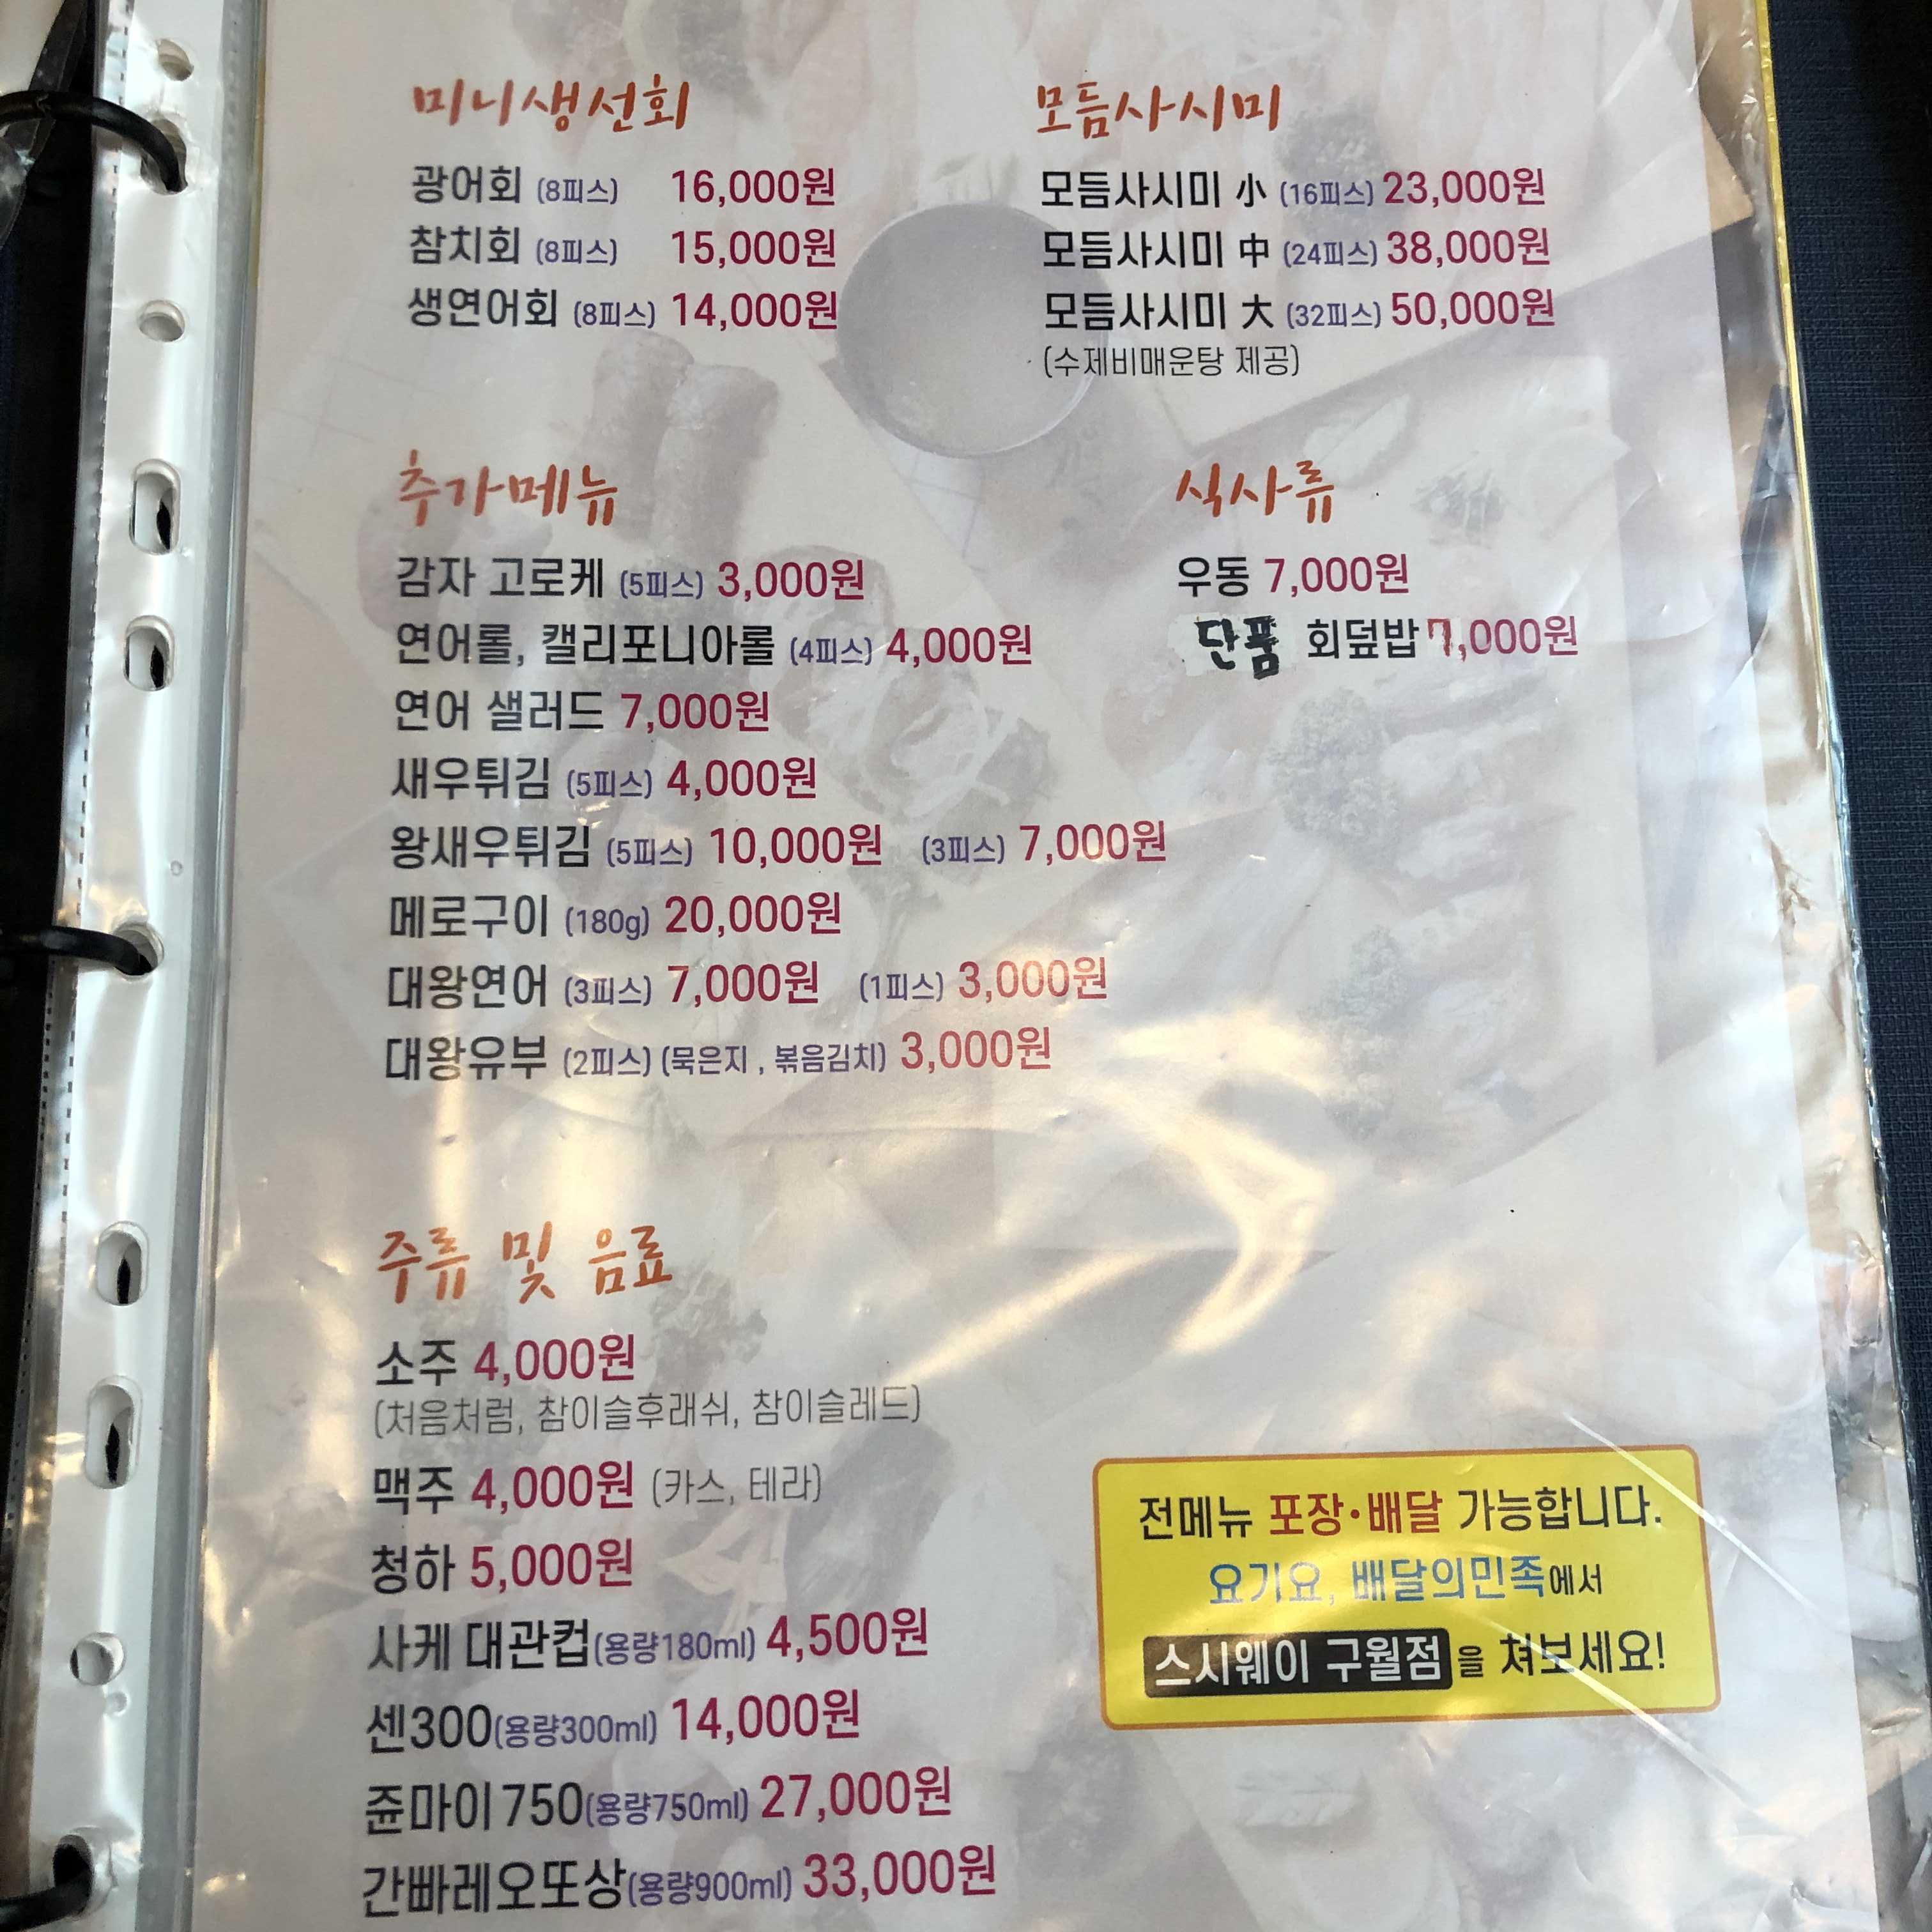 미니생선회
광어회 (8피스) 16,000원
참치회 (8피스) 15,000원
생연어회 (8피스) 14,000원
모듬사시미
모듬사시미 小 (16피스) 23,000원
모듬사시미 中 (24피스) 38,000원
모듬사시미 大 (32피스) 50,000원
(수제비매운탕 제공)
추가메뉴
감자 고로케 (5피스) 3,000원
연어롤, 캘리포니아롤 (4피스) 4,000원
연어 샐러드 7,000원
새우튀김 (5피스) 4,000원
왕새우튀김 (5피스) 10,000원 (3피스) 7,000원
메로구이 (180g) 20,000원
대왕연어 (3피스) 7,000원 (1피스) 3,000원
대왕유부 (2피스) (묵은지 , 볶음김치) 3,000원
식사류
우동 7,000원
단품 회덮밥 7,000원
주류 및 음료
소주 4,000원
(처음처럼, 참이슬후래쉬, 참이슬레드)
맥주 4,000원 (카스, 테라)
청하 5,000원
사케 대관컵(용량180ml) 4,500원
센300(용량300ml) 14,000원
쥰마이 750(용량750ml) 27,000원
간빠레오또상(용량900ml) 33,000원
전메뉴 포장·배달 가능합니다.
요기요, 배달의민족에서
스시웨이 구월점 을 쳐보세요!